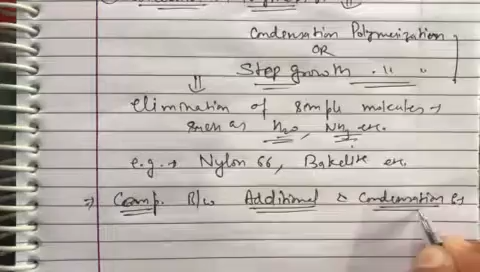 Condensation Polymerization
OR
Step growth " "
⇓
elimination of simple molecules →
such as H2O, NH3 etc.
e.g. → Nylon 66, Bakelite etc.
⇒ Comp. B/w Additional & Condensation